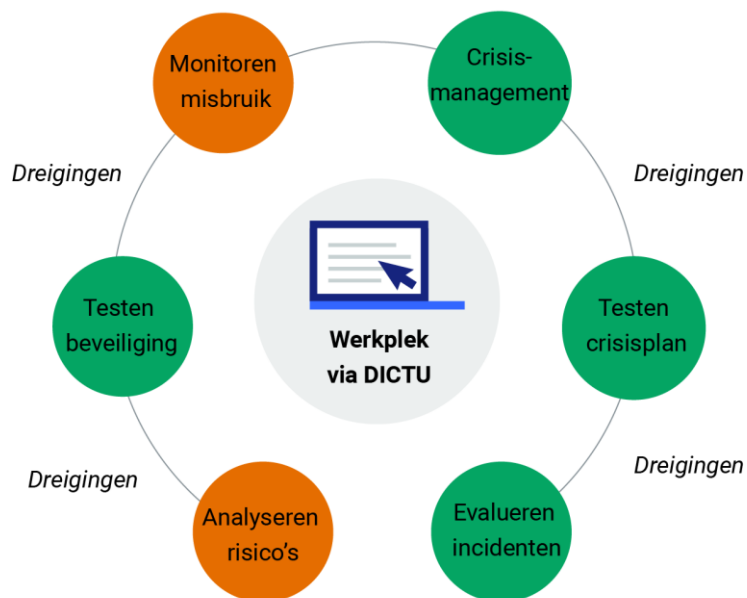 Monitoren
misbruik
Crisis-
management
Dreigingen
Dreigingen
Testen
beveiliging
Werkplek
via DICTU
Testen
crisisplan
Dreigingen
Dreigingen
Analyseren
risico’s
Evalueren
incidenten